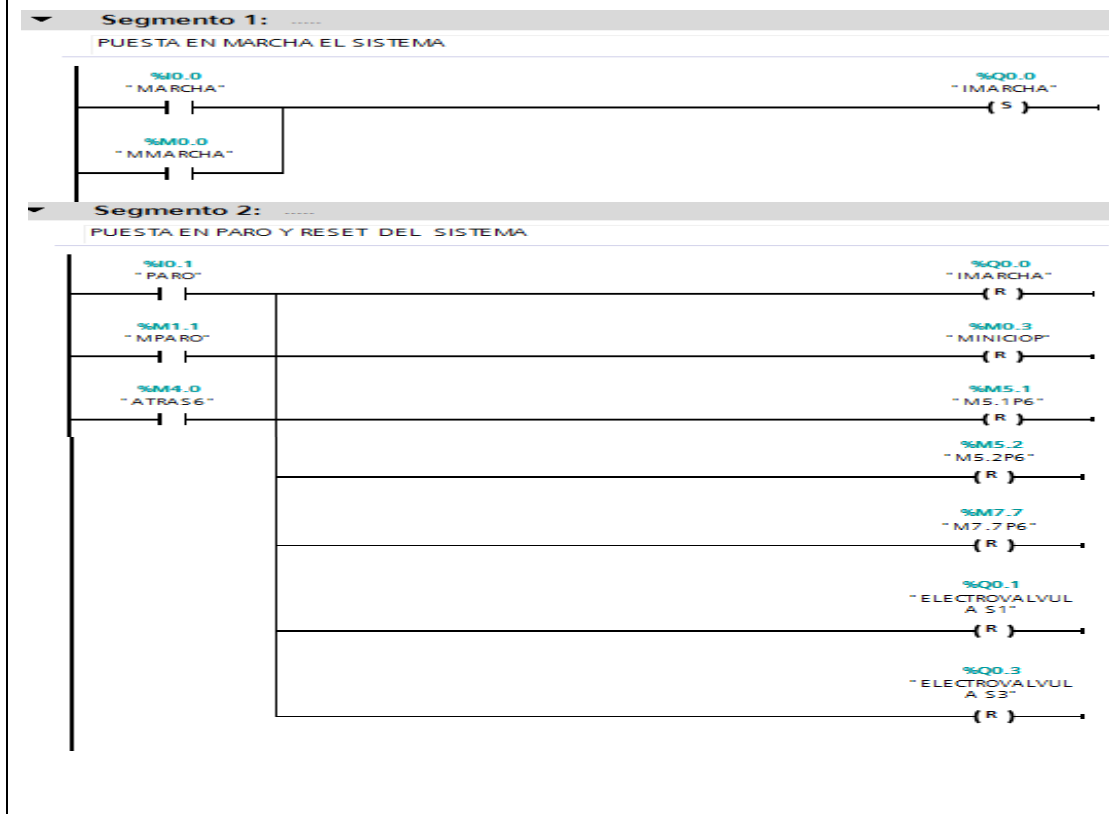 Segmento 1: .....
PUESTA EN MARCHA EL SISTEMA
%I0.0
"MARCHA"
%Q0.0
"IMARCHA"
( S )
%M0.0
"MMARCHA"
Segmento 2: .....
PUESTA EN PARO Y RESET DEL SISTEMA
%I0.1
"PARO"
%Q0.0
"IMARCHA"
( R )
%M1.1
"MPARO"
%M0.3
"MINICIOP"
( R )
%M4.0
"ATRAS6"
%M5.1
"M5.1P6"
( R )
%M5.2
"M5.2P6"
( R )
%M7.7
"M7.7P6"
( R )
%Q0.1
"ELECTROVALVUL
A S1"
( R )
%Q0.3
"ELECTROVALVUL
A S3"
( R )